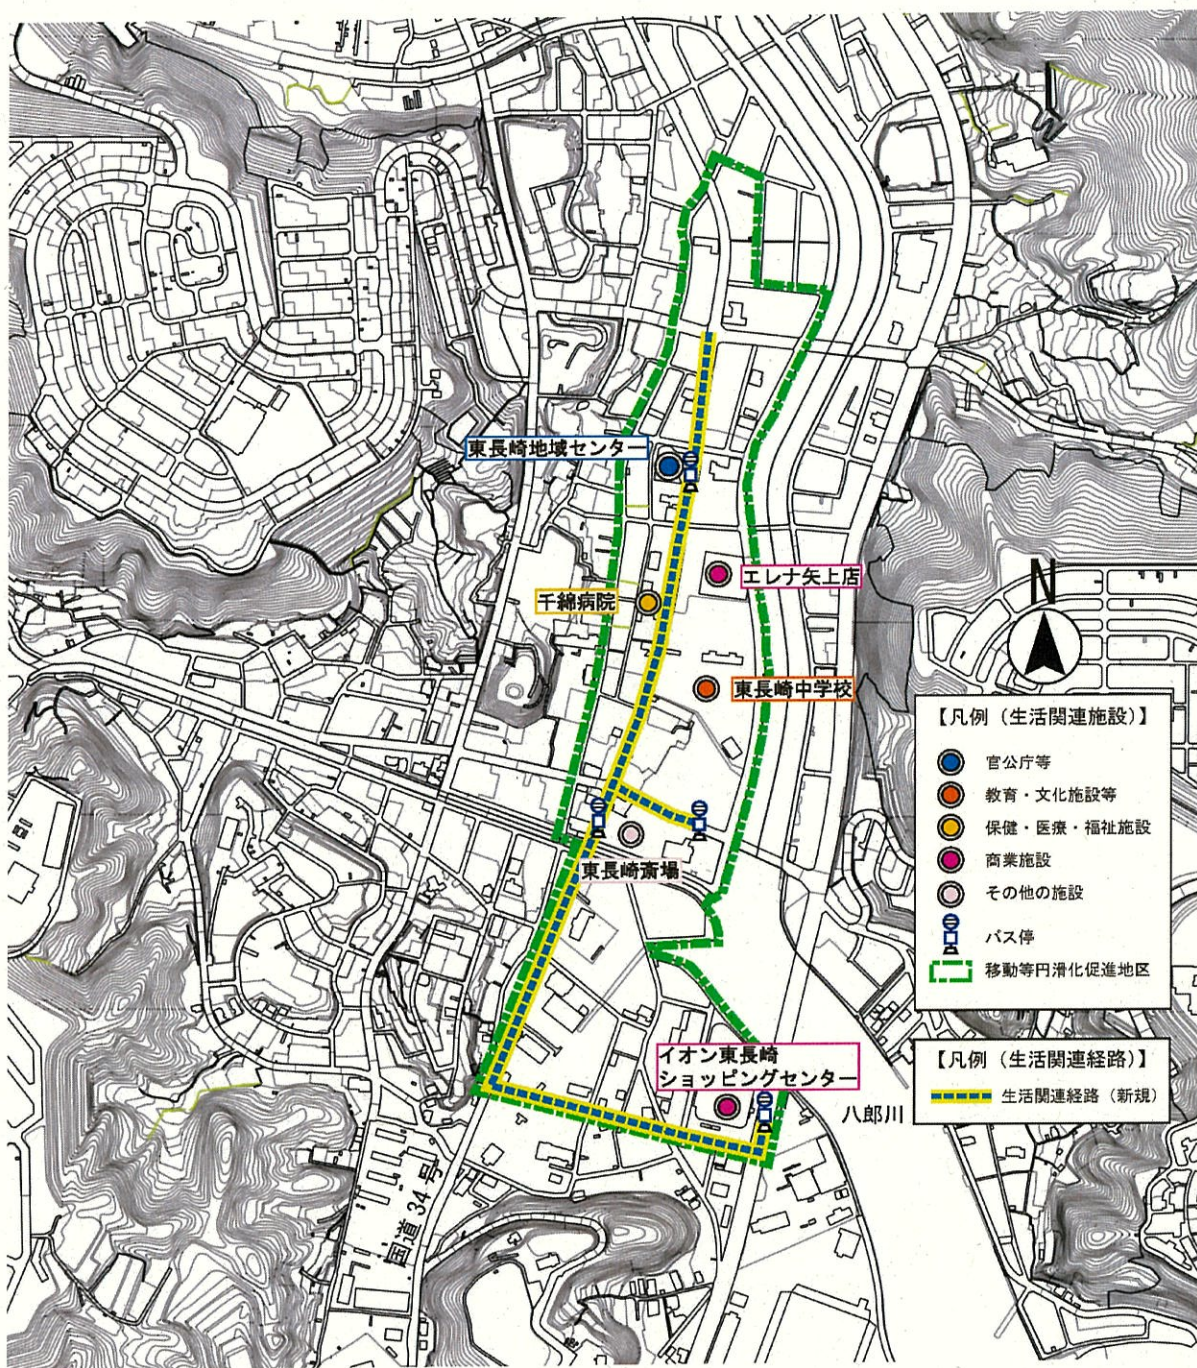 東長崎地域センター
エレナ矢上店
千綿病院
N
東長崎中学校
【凡例（生活関連施設）】
官公庁等
教育・文化施設等
保健・医療・福祉施設
商業施設
その他の施設
バス停
移動等円滑化促進地区
東長崎斎場
イオン東長崎
ショッピングセンター
【凡例（生活関連経路）】
生活関連経路（新規）
八郎川
国道34号